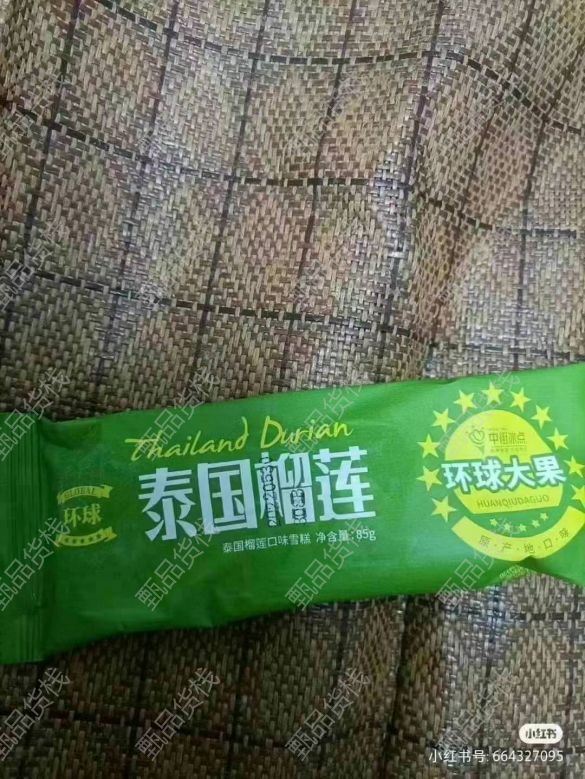 Thailand Durian
泰国榴莲
泰国榴莲口味雪糕 净含量:85g
GLOBAL
环球
中街冰点
环球大果
HUANQIUDAGUO
原·产·地·口·味
甄品货栈
小红书
小红书号: 664327095